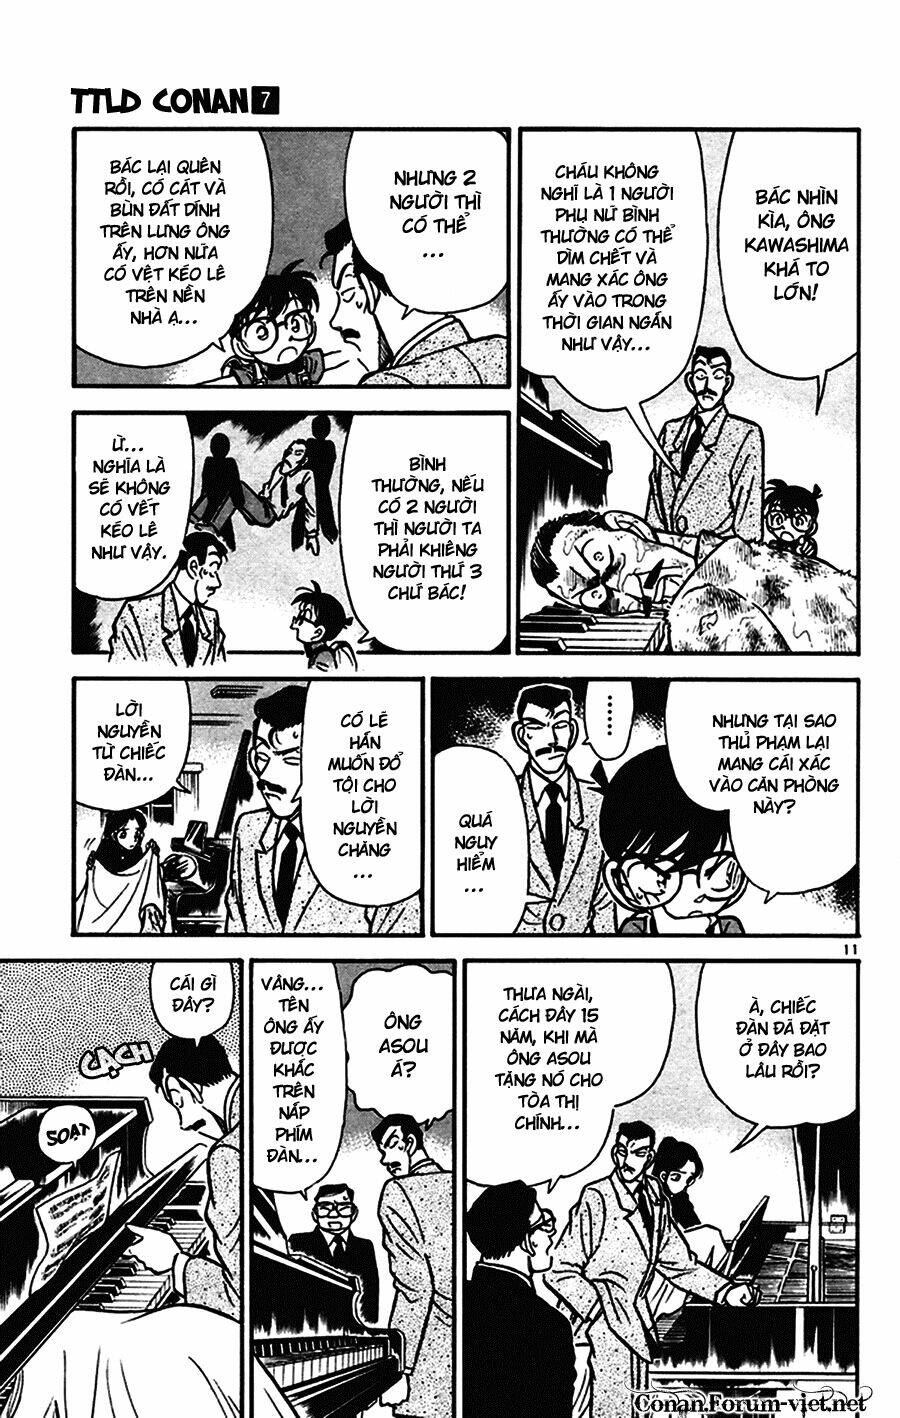 TTLD CONAN 7
BÁC NHÌN
KÌA, ÔNG
KAWASHIMA
KHÁ TO
LỚN!
CHÁU KHÔNG
NGHĨ LÀ 1 NGƯỜI
PHỤ NỮ BÌNH
THƯỜNG CÓ THỂ
DÌM CHẾT VÀ
MANG XÁC ÔNG
ẤY VÀO TRONG
THỜI GIAN NGẮN
NHƯ VẬY...
NHƯNG 2
NGƯỜI THÌ
CÓ THỂ
...
BÁC LẠI QUÊN
RỒI, CÓ CÁT VÀ
BÙN ĐẤT DÍNH
TRÊN LƯNG ÔNG
ẤY, HƠN NỮA
CÓ VỆT KÉO LÊ
TRÊN NỀN
NHÀ Ạ...
BÌNH
THƯỜNG, NẾU
CÓ 2 NGƯỜI
THÌ NGƯỜI TA
PHẢI KHIÊNG
NGƯỜI THỨ 3
CHỨ BÁC!
Ừ...
NGHĨA LÀ
SẼ KHÔNG
CÓ VẾT
KÉO LÊ
NHƯ VẬY.
NHƯNG TẠI SAO
THỦ PHẠM LẠI
MANG CÁI XÁC
VÀO CĂN PHÒNG
NÀY?
......
QUÁ
NGUY
HIỂM
...
CÓ LẼ
HẮN
MUỐN ĐỔ
TỘI CHO
LỜI
NGUYỀN
CHĂNG
...
LỜI
NGUYỀN
TỪ CHIẾC
ĐÀN...
11
À, CHIẾC
ĐÀN ĐÃ ĐẶT
Ở ĐÂY BAO
LÂU RỒI?
THƯA NGÀI,
CÁCH ĐÂY 15
NĂM, KHI MÀ
ÔNG ASOU
TẶNG NÓ CHO
TÒA THỊ
CHÍNH...
ÔNG
ASOU
Á?
VÂNG...
TÊN
ÔNG ẤY
ĐƯỢC
KHẮC
TRÊN
NẮP
PHÍM
ĐÀN...
CÁI GÌ
ĐÂY?
CẠCH
SOẠT
Conan.Forum-viet.net